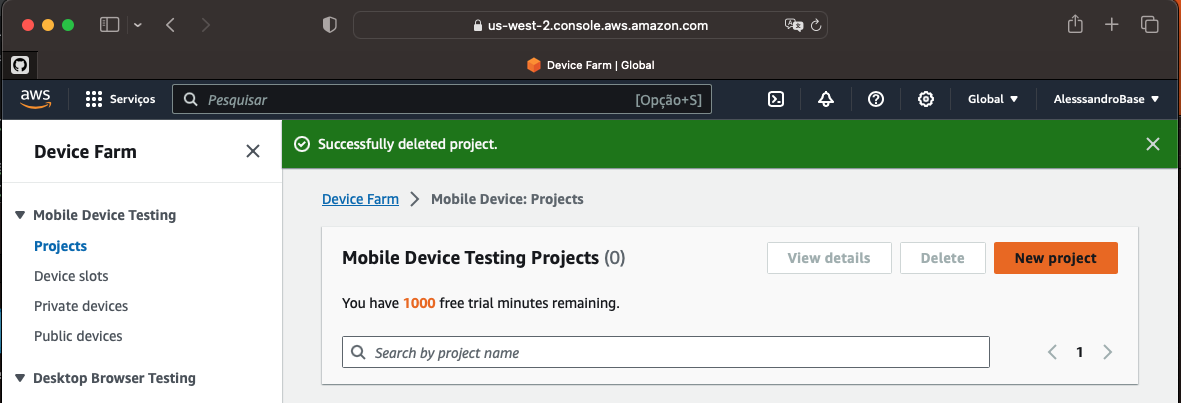 us-west-2.console.aws.amazon.com
Device Farm | Global
aws
Serviços
Pesquisar
[Opção+S]
Global
AlesssandroBase
Device Farm
Successfully deleted project.
Device Farm
Mobile Device: Projects
Mobile Device Testing
Projects
Device slots
Private devices
Public devices
Desktop Browser Testing
Mobile Device Testing Projects (0)
View details
Delete
New project
You have 1000 free trial minutes remaining.
Search by project name
1